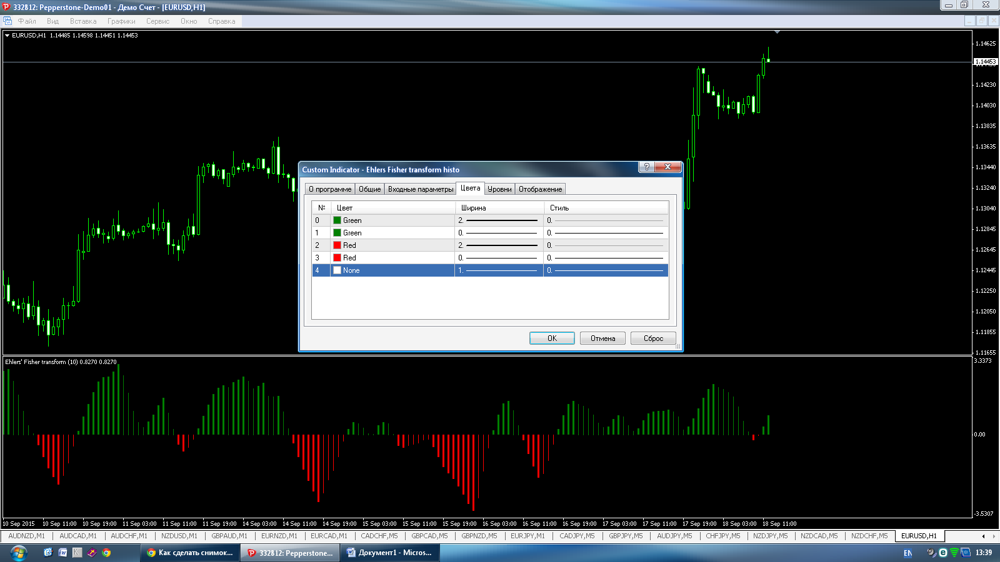 332812: Pepperstone-Demo01 - Демо Счет - [EURUSD,H1]
Файл Вид Вставка Графики Сервис Окно Справка
EURUSD,H1 1.14485 1.14598 1.14451 1.14453
1.14625
1.14453
1.14230
1.14030
1.13835
1.13635
1.13440
1.13240
1.13040
1.12845
1.12645
1.12445
1.12250
1.12050
1.11855
1.11655
Custom Indicator - Ehlers Fisher transform histo
О программе Общие Входные параметры Цвета Уровни Отображение
№ Цвет Ширина Стиль
0 Green 2. 0.
1 Green 0. 0.
2 Red 2. 0.
3 Red 0. 0.
4 None 1. 0.
OK Отмена Сброс
Ehlers' Fisher transform (10) 0.8270 0.8270
3.3373
0.00
-3.5307
10 Sep 2015 10 Sep 11:00 10 Sep 19:00 11 Sep 03:00 11 Sep 11:00 11 Sep 19:00 14 Sep 03:00 14 Sep 11:00 14 Sep 19:00 15 Sep 03:00 15 Sep 11:00 15 Sep 19:00 16 Sep 03:00 16 Sep 11:00 16 Sep 19:00 17 Sep 03:00 17 Sep 11:00 17 Sep 19:00 18 Sep 03:00 18 Sep 11:00
AUDNZD,M1 AUDCAD,M1 AUDCHF,M1 NZDUSD,M1 GBPAUD,M1 EURNZD,M1 EURCAD,M1 CADCHF,M5 GBPCAD,M5 GBPNZD,M5 EURJPY,M1 CADJPY,M5 GBPJPY,M5 AUDJPY,M5 CHFJPY,M5 NZDJPY,M5 NZDCAD,M5 NZDCHF,M5 EURUSD,H1
Как сделать снимок... 332812: Pepperstone... Документ1 - Micros... EN 13:39